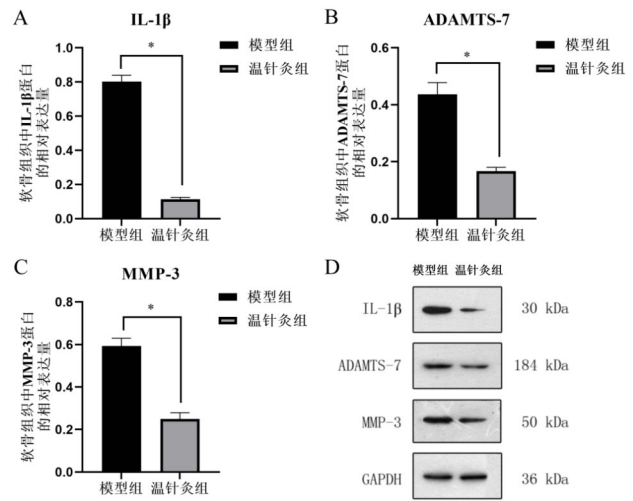 A
IL-1β
模型组
温针灸组
*
软骨组织中IL-1β蛋白
的相对表达量
1.0
0.8
0.6
0.4
0.2
0.0
模型组 温针灸组
B
ADAMTS-7
模型组
温针灸组
*
软骨组织中ADAMTS-7蛋白
的相对表达量
0.6
0.4
0.2
0.0
模型组 温针灸组
C
MMP-3
模型组
温针灸组
*
软骨组织中MMP-3蛋白
的相对表达量
0.8
0.6
0.4
0.2
0.0
模型组 温针灸组
D
模型组 温针灸组
IL-1β 30 kDa
ADAMTS-7 184 kDa
MMP-3 50 kDa
GAPDH 36 kDa